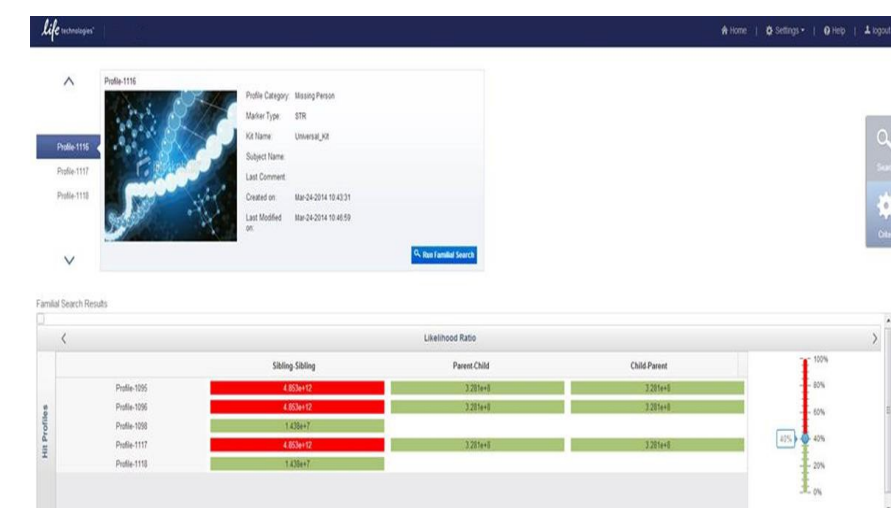 life technologies
Home | Settings | Help | logout
Profile-1116
Profile-1117
Profile-1118
Profile-1116
Profile Category: Missing Person
Marker Type: STR
Kit Name: Universal_Kit
Subject Name:
Last Comment:
Created on: Mar-24-2014 10:43:31
Last Modified on: Mar-24-2014 10:46:59
Run Familial Search
Familial Search Results
Likelihood Ratio
Sibling-Sibling Parent-Child Child-Parent
Hit Profiles
Profile-1095 4.853e+12 3.281e+8 3.281e+8
Profile-1096 4.853e+12 3.281e+8 3.281e+8
Profile-1098 1.438e+7
Profile-1117 4.853e+12 3.281e+8 3.281e+8
Profile-1118 1.438e+7
100%
80%
60%
40% 40%
20%
0%